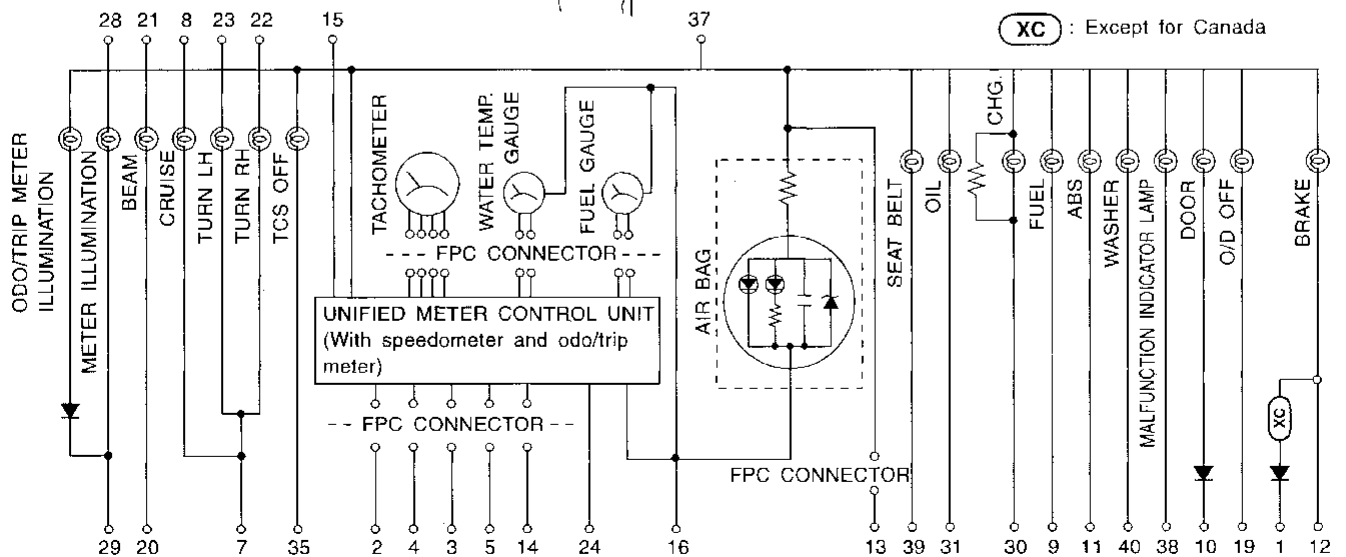 28 21 8 23 22 15 37
XC : Except for Canada
ODO/TRIP METER
ILLUMINATION
METER ILLUMINATION
BEAM
CRUISE
TURN LH
TURN RH
TCS OFF
TACHOMETER
WATER TEMP.
GAUGE
FUEL GAUGE
-- FPC CONNECTOR ---
UNIFIED METER CONTROL UNIT
(With speedometer and odo/trip
meter)
-- FPC CONNECTOR --
AIR BAG
FPC CONNECTOR
SEAT BELT
OIL
CHG.
FUEL
ABS
WASHER
MALFUNCTION INDICATOR LAMP
DOOR
O/D OFF
BRAKE
XC
29 20 7 35 2 4 3 5 14 24 16 13 39 31 30 9 11 40 38 10 19 1 12